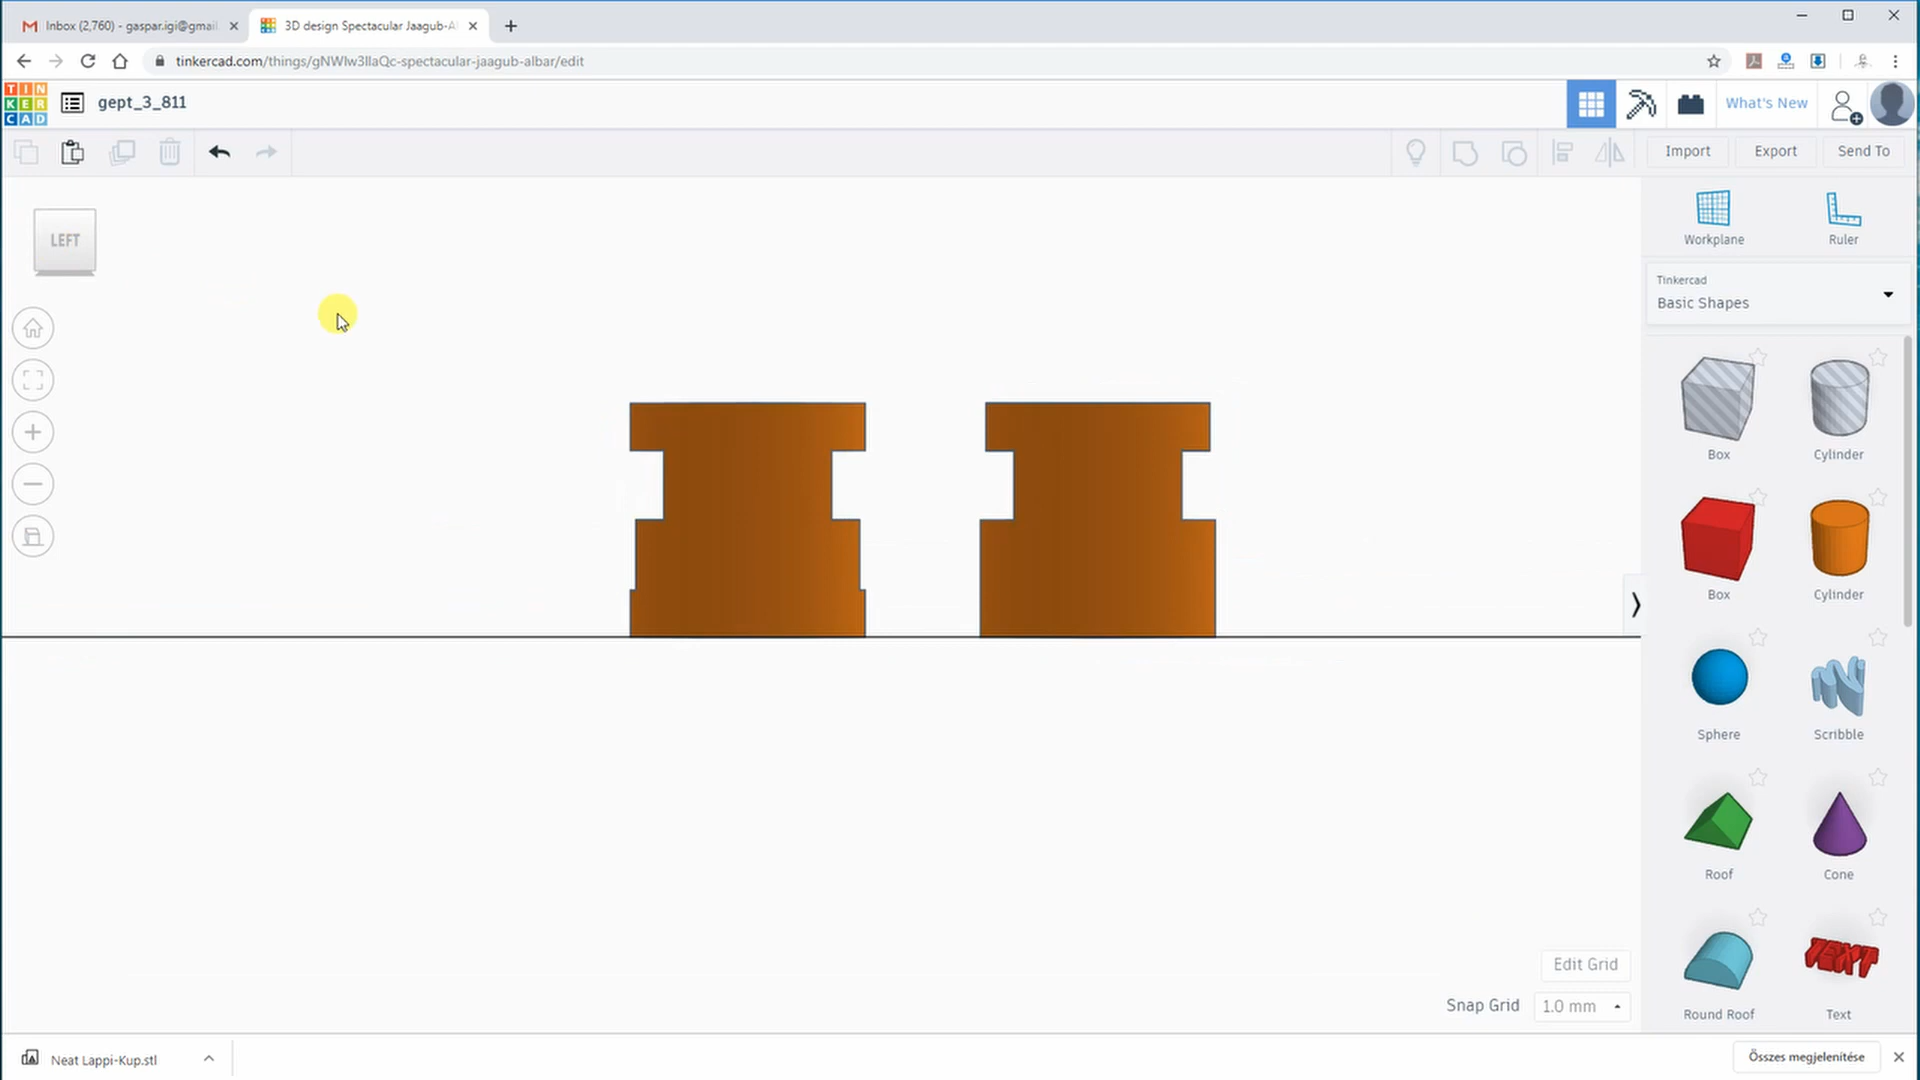 Inbox (2,760) - gaspar.igi@gmail
3D design Spectacular Jaagub-Al
tinkercad.com/things/gNWlw3llaQc-spectacular-jaagub-albar/edit
TIN
KER
CAD
gept_3_811
What's New
Import
Export
Send To
LEFT
Workplane
Ruler
Tinkercad
Basic Shapes
Box
Cylinder
Box
Cylinder
Sphere
Scribble
Roof
Cone
TEXT
Round Roof
Text
Edit Grid
Snap Grid
1.0 mm
Neat Lappi-Kup.stl
Összes megjelenítése